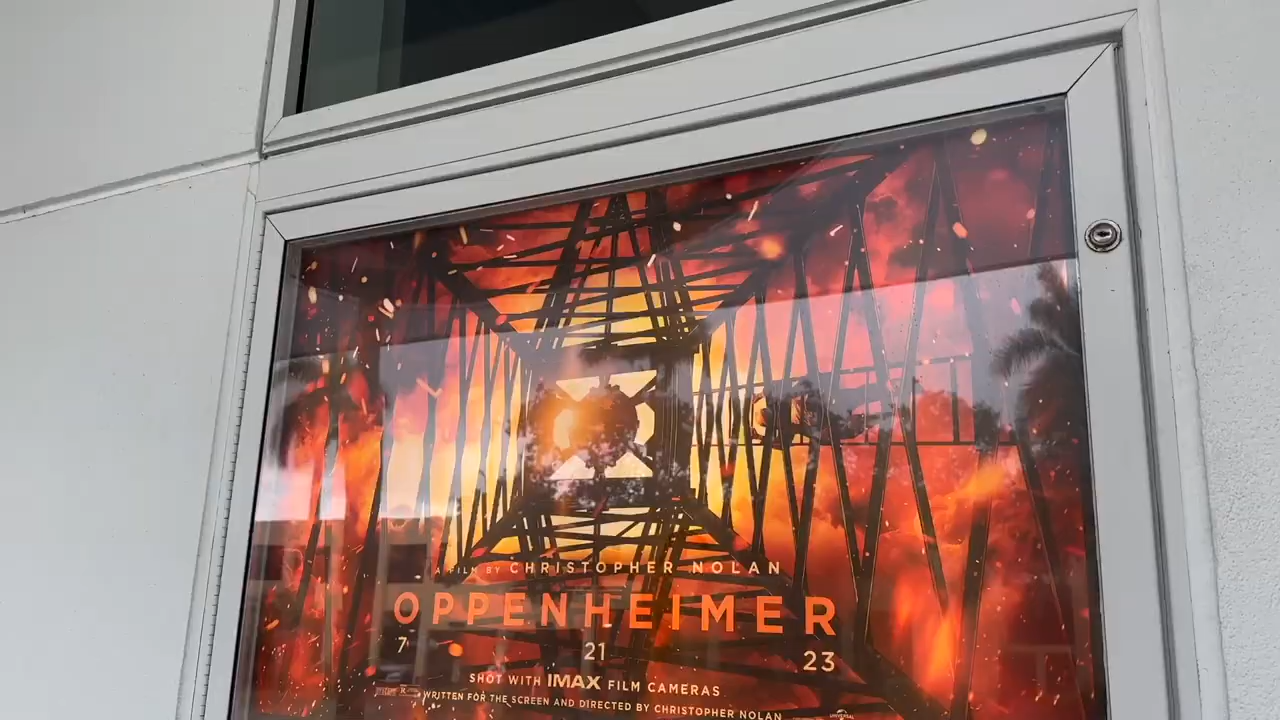 A FILM BY CHRISTOPHER NOLAN
OPPENHEIMER
7 21 23
SHOT WITH IMAX FILM CAMERAS
R WRITTEN FOR THE SCREEN AND DIRECTED BY CHRISTOPHER NOLAN UNIVERSAL